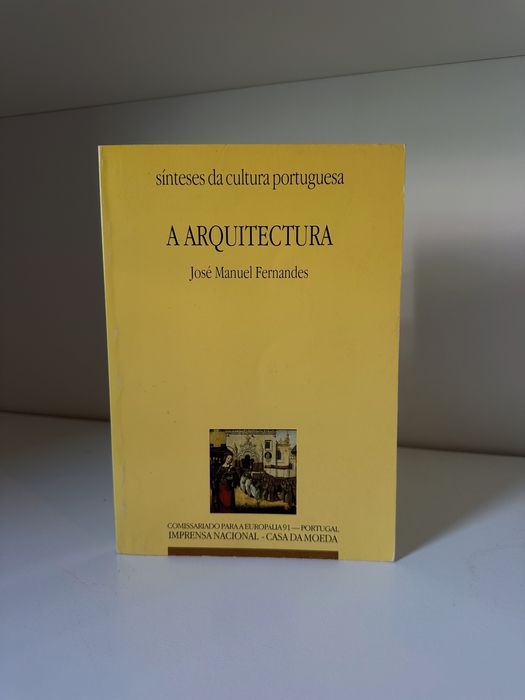 sínteses da cultura portuguesa
A ARQUITECTURA
José Manuel Fernandes
COMISSARIADO PARA A EUROPALIA 91 — PORTUGAL
IMPRENSA NACIONAL - CASA DA MOEDA